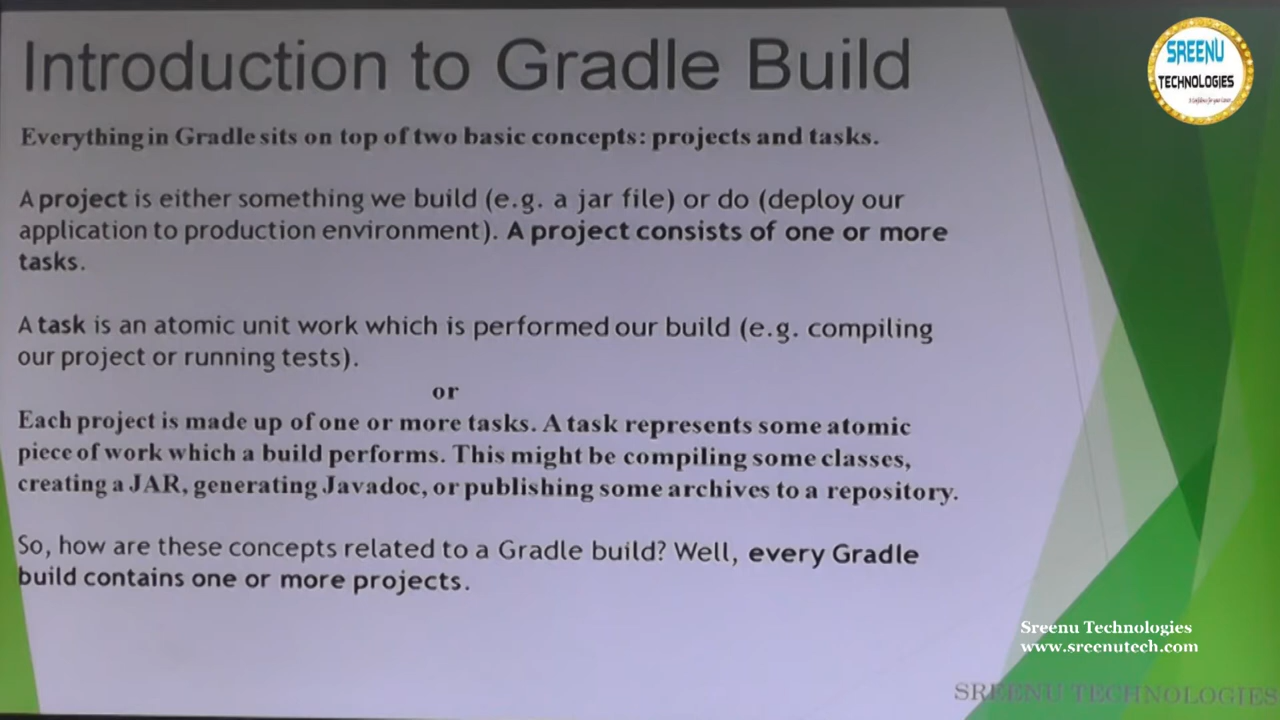 Introduction to Gradle Build
SREENU
TECHNOLOGIES
A Confidence for your Career...
Everything in Gradle sits on top of two basic concepts: projects and tasks.
A project is either something we build (e.g. a jar file) or do (deploy our
application to production environment). A project consists of one or more
tasks.
A task is an atomic unit work which is performed our build (e.g. compiling
our project or running tests).
or
Each project is made up of one or more tasks. A task represents some atomic
piece of work which a build performs. This might be compiling some classes,
creating a JAR, generating Javadoc, or publishing some archives to a repository.
So, how are these concepts related to a Gradle build? Well, every Gradle
build contains one or more projects.
Sreenu Technologies
www.sreenutech.com
SREENU TECHNOLOGIES